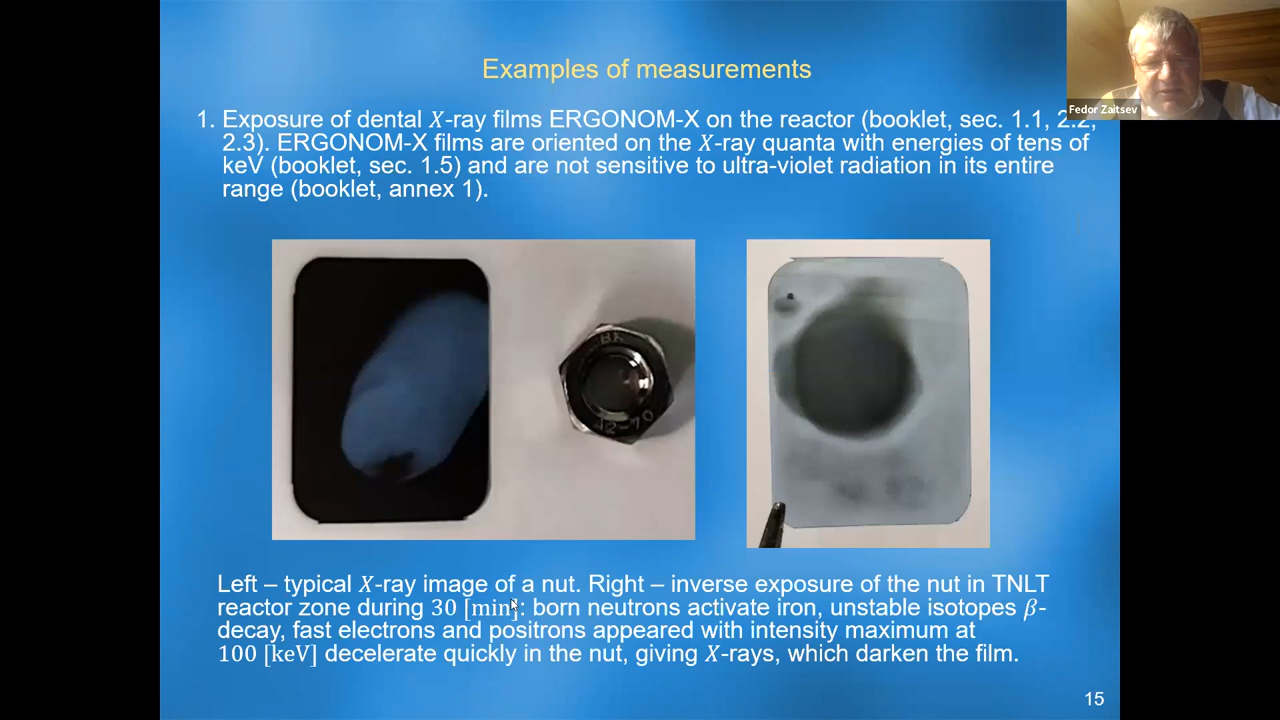 Fedor Zaitsev
Examples of measurements
1. Exposure of dental X-ray films ERGONOM-X on the reactor (booklet, sec. 1.1, 2.2,
2.3). ERGONOM-X films are oriented on the X-ray quanta with energies of tens of
keV (booklet, sec. 1.5) and are not sensitive to ultra-violet radiation in its entire
range (booklet, annex 1).
12-70
Left – typical X-ray image of a nut. Right – inverse exposure of the nut in TNLT
reactor zone during 30 [min]: born neutrons activate iron, unstable isotopes β-
decay, fast electrons and positrons appeared with intensity maximum at
100 [keV] decelerate quickly in the nut, giving X-rays, which darken the film.
15